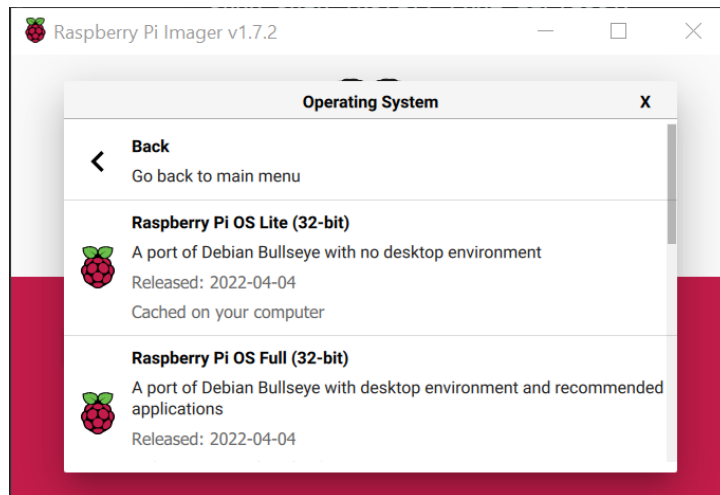 Raspberry Pi Imager v1.7.2
Operating System X
Back
Go back to main menu
Raspberry Pi OS Lite (32-bit)
A port of Debian Bullseye with no desktop environment
Released: 2022-04-04
Cached on your computer
Raspberry Pi OS Full (32-bit)
A port of Debian Bullseye with desktop environment and recommended
applications
Released: 2022-04-04